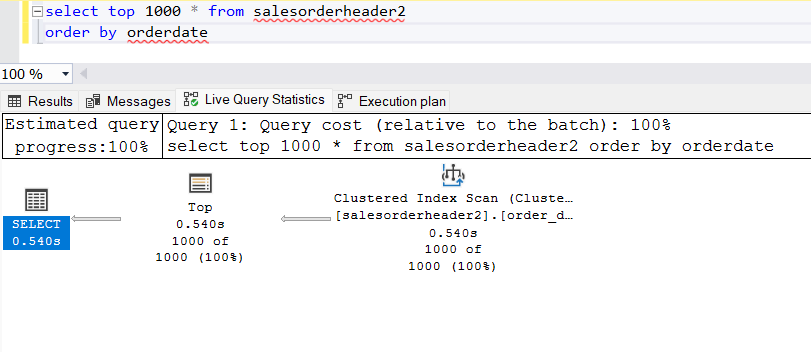 select top 1000 * from salesorderheader2
order by orderdate
100 %
Results Messages Live Query Statistics Execution plan
Estimated query progress:100%
Query 1: Query cost (relative to the batch): 100%
select top 1000 * from salesorderheader2 order by orderdate
SELECT
0.540s
Top
0.540s
1000 of
1000 (100%)
Clustered Index Scan (Cluste…
[salesorderheader2].[order_d…
0.540s
1000 of
1000 (100%)